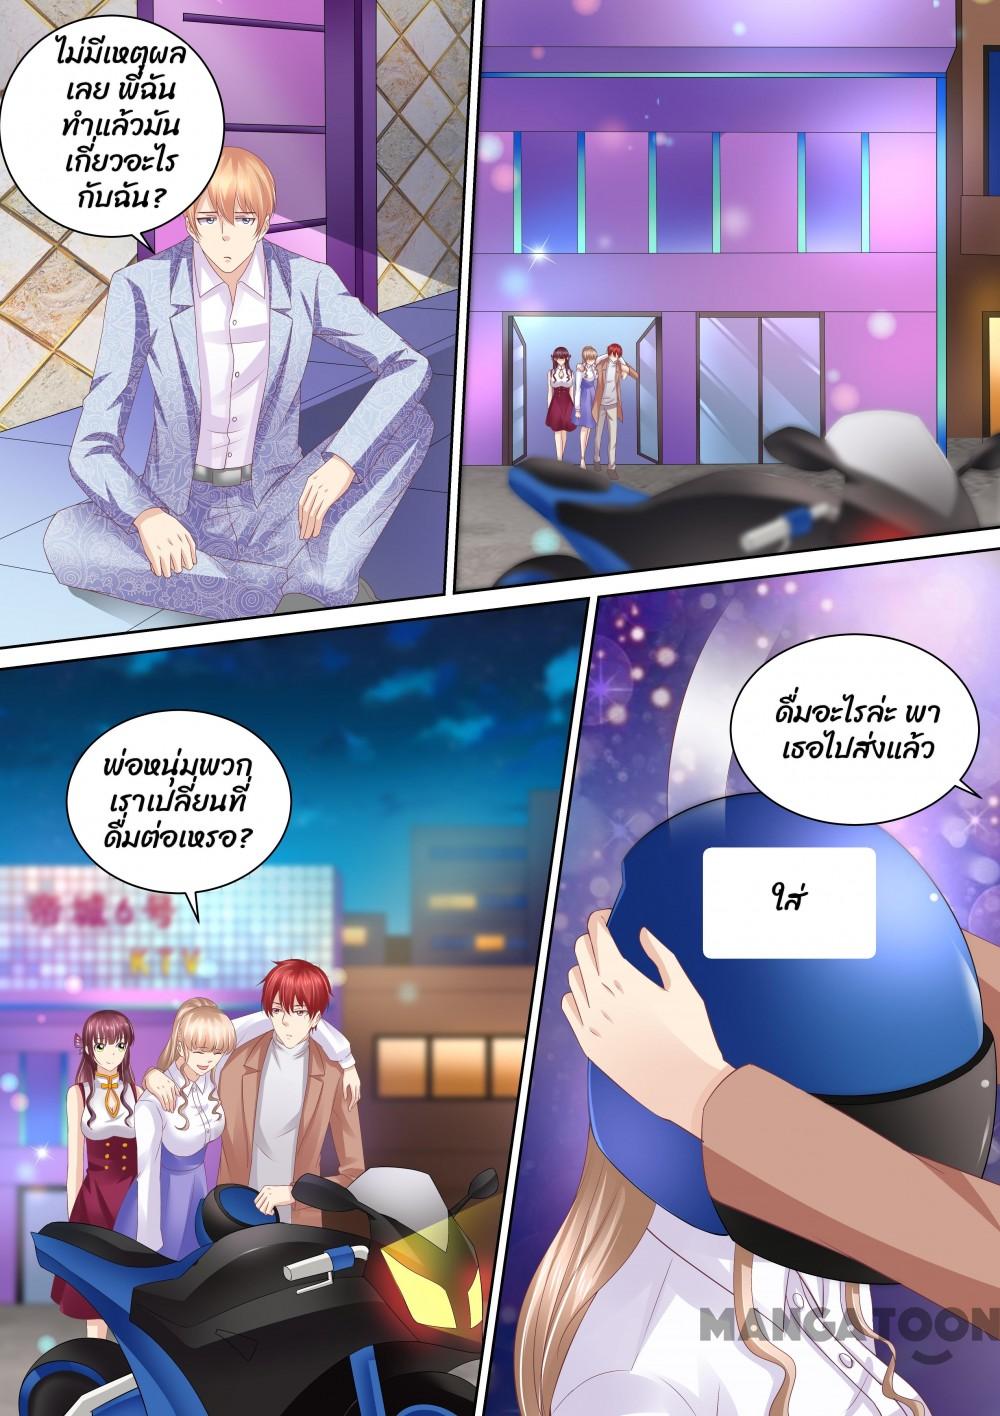 ไม่มีเหตุผล
เลย พี่ฉัน
ทำแล้วมัน
เกี่ยวอะไร
กับฉัน?
พ่อหนุ่มพวก
เราเปลี่ยนที่
ดื่มต่อเหรอ?
帝城6号
KTV
ดื่มอะไรล่ะ พา
เธอไปส่งแล้ว
ใส่
MANGATOON